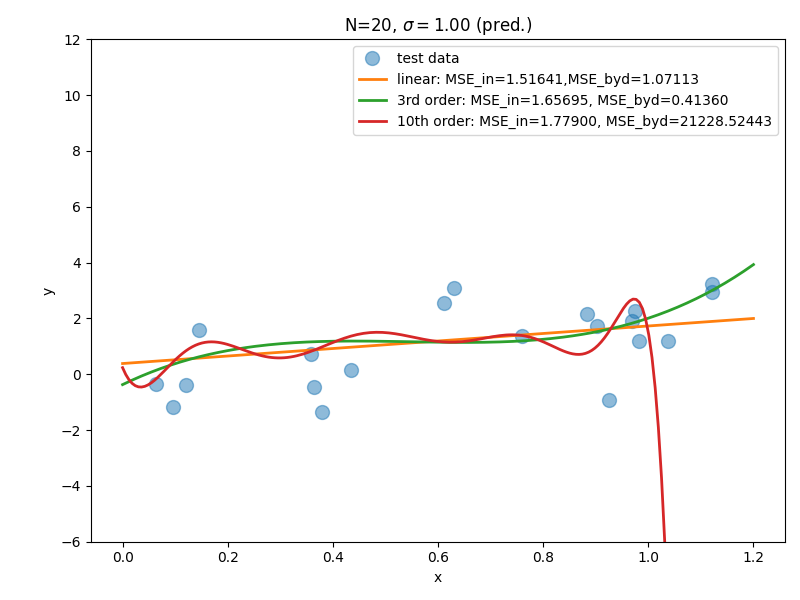 N=20, σ = 1.00 (pred.)
test data
linear: MSE_in=1.51641,MSE_byd=1.07113
3rd order: MSE_in=1.65695, MSE_byd=0.41360
10th order: MSE_in=1.77900, MSE_byd=21228.52443
12
10
8
6
4
2
0
−2
−4
−6
y
0.0 0.2 0.4 0.6 0.8 1.0 1.2
x